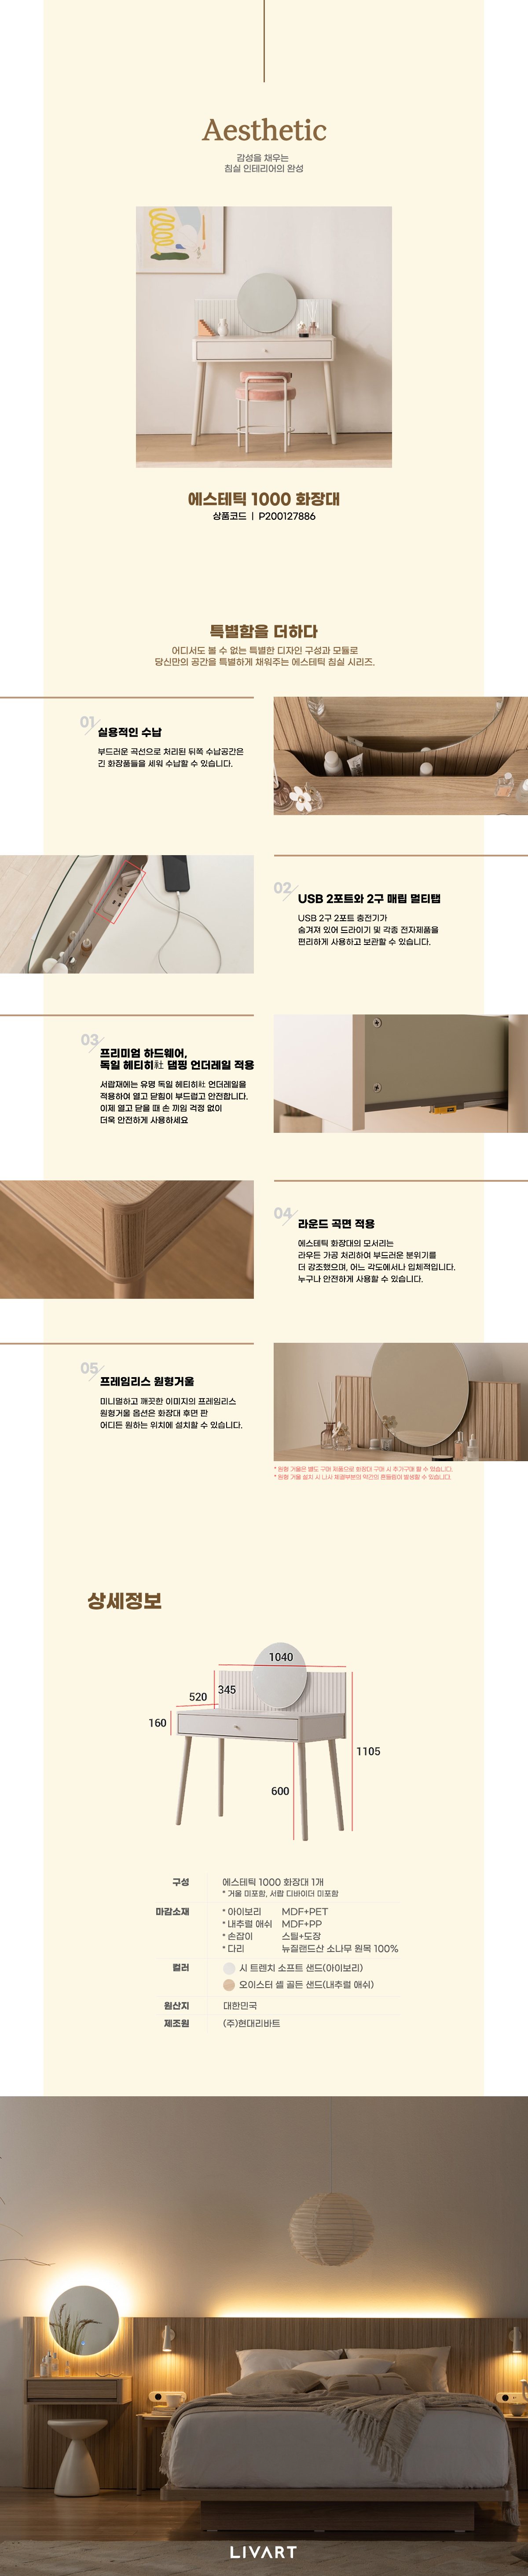 Aesthetic
감성을 채우는
침실 인테리어의 완성
에스테틱 1000 화장대
상품코드 | P200127886
특별함을 더하다
어디서도 볼 수 없는 특별한 디자인 구성과 모듈로
당신만의 공간을 특별하게 채워주는 에스테틱 침실 시리즈.
01
실용적인 수납
부드러운 곡선으로 처리된 뒤쪽 수납공간은
긴 화장품들을 세워 수납할 수 있습니다.
02
USB 2포트와 2구 매립 멀티탭
USB 2구 2포트 충전기가
숨겨져 있어 드라이기 및 각종 전자제품을
편리하게 사용하고 보관할 수 있습니다.
03
프리미엄 하드웨어,
독일 헤티히社 댐핑 언더레일 적용
서랍재에는 유명 독일 헤티히社 언더레일을
적용하여 열고 닫힘이 부드럽고 안전합니다.
이제 열고 닫을 때 손 끼임 걱정 없이
더욱 안전하게 사용하세요
04
라운드 곡면 적용
에스테틱 화장대의 모서리는
라우든 가공 처리하여 부드러운 분위기를
더 강조했으며, 어느 각도에서나 입체적입니다.
누구나 안전하게 사용할 수 있습니다.
05
프레임리스 원형거울
미니멀하고 깨끗한 이미지의 프레임리스
원형거울 옵션은 화장대 후면 판
어디든 원하는 위치에 설치할 수 있습니다.
* 원형 거울은 별도 구매 제품으로 화장대 구매 시 추가구매 할 수 있습니다.
* 원형 거울 설치 시 나사 체결부분의 약간의 흔들림이 발생할 수 있습니다.
상세정보
1040
345
520
160
1105
600
구성 에스테틱 1000 화장대 1개
* 거울 미포함, 서랍 디바이더 미포함
마감소재 * 아이보리 MDF+PET
* 내추럴 애쉬 MDF+PP
* 손잡이 스틸+도장
* 다리 뉴질랜드산 소나무 원목 100%
컬러 시 트렌치 소프트 샌드(아이보리)
오이스터 셸 골든 샌드(내추럴 애쉬)
원산지 대한민국
제조원 (주)현대리바트
LIVART